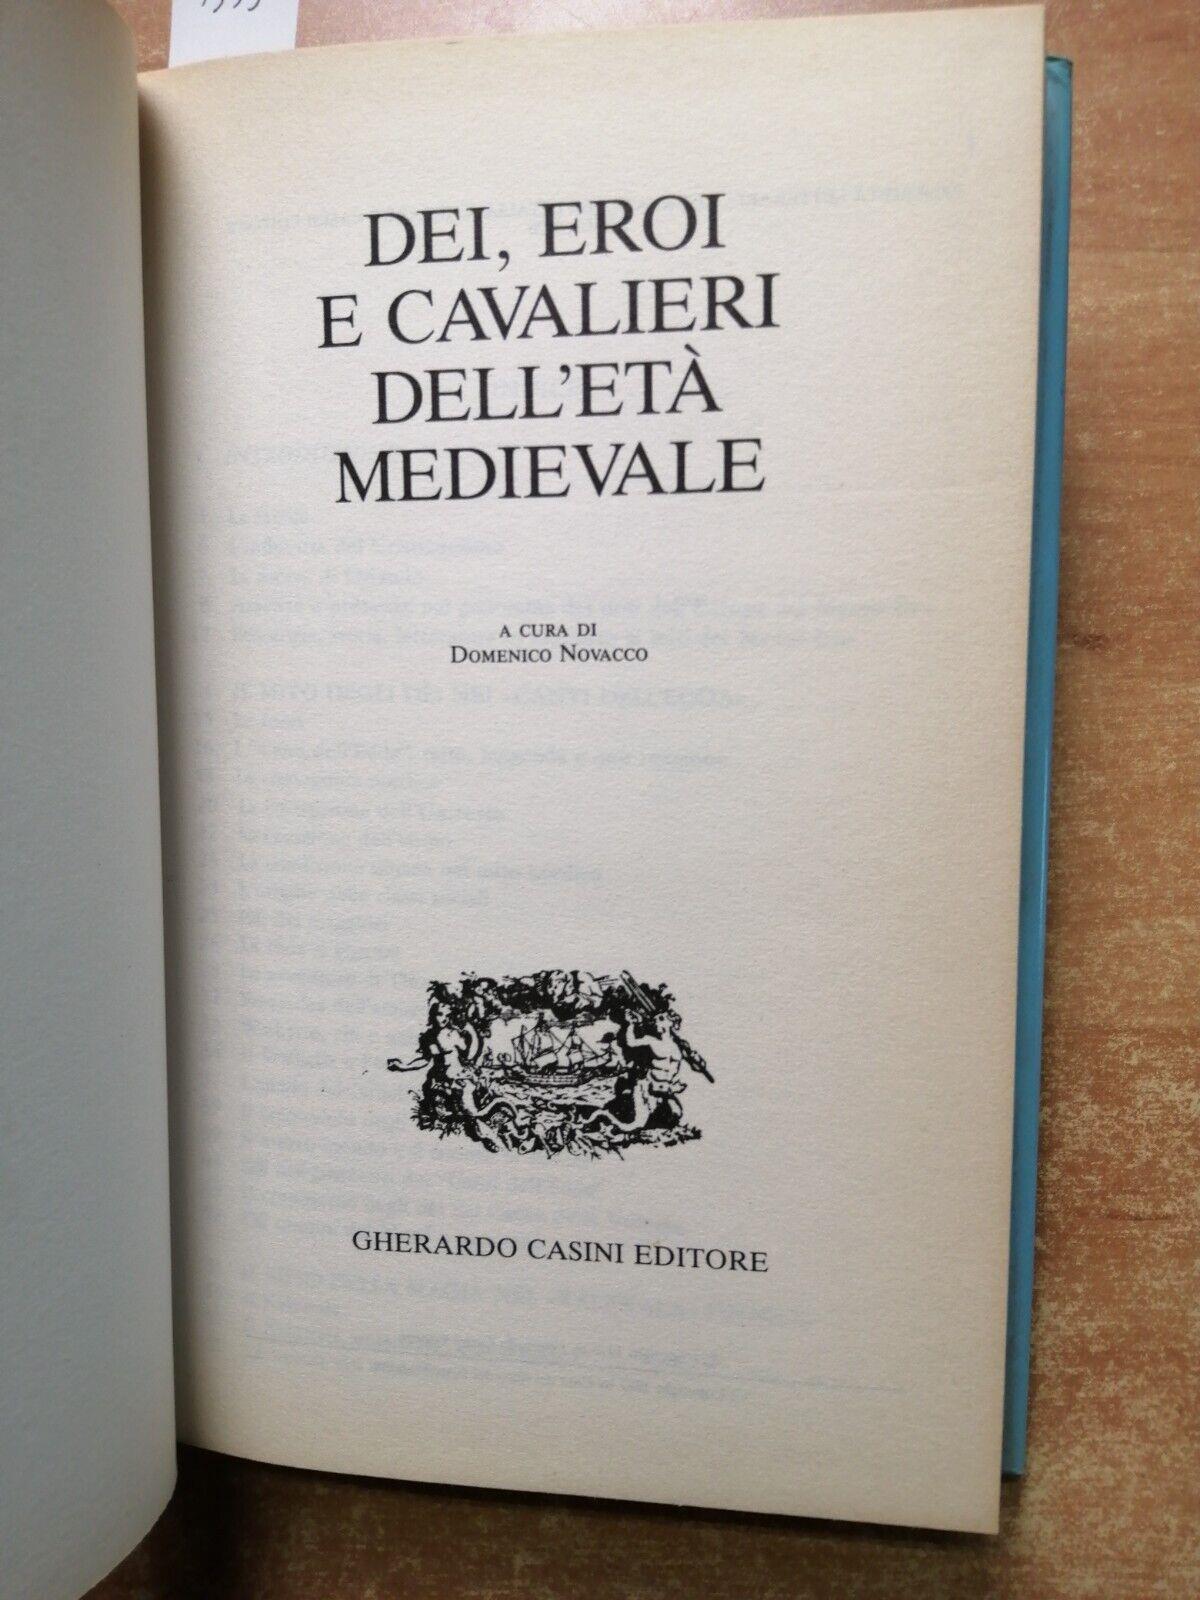 DEI, EROI
E CAVALIERI
DELL'ETÀ
MEDIEVALE
A CURA DI
DOMENICO NOVACCO
GHERARDO CASINI EDITORE